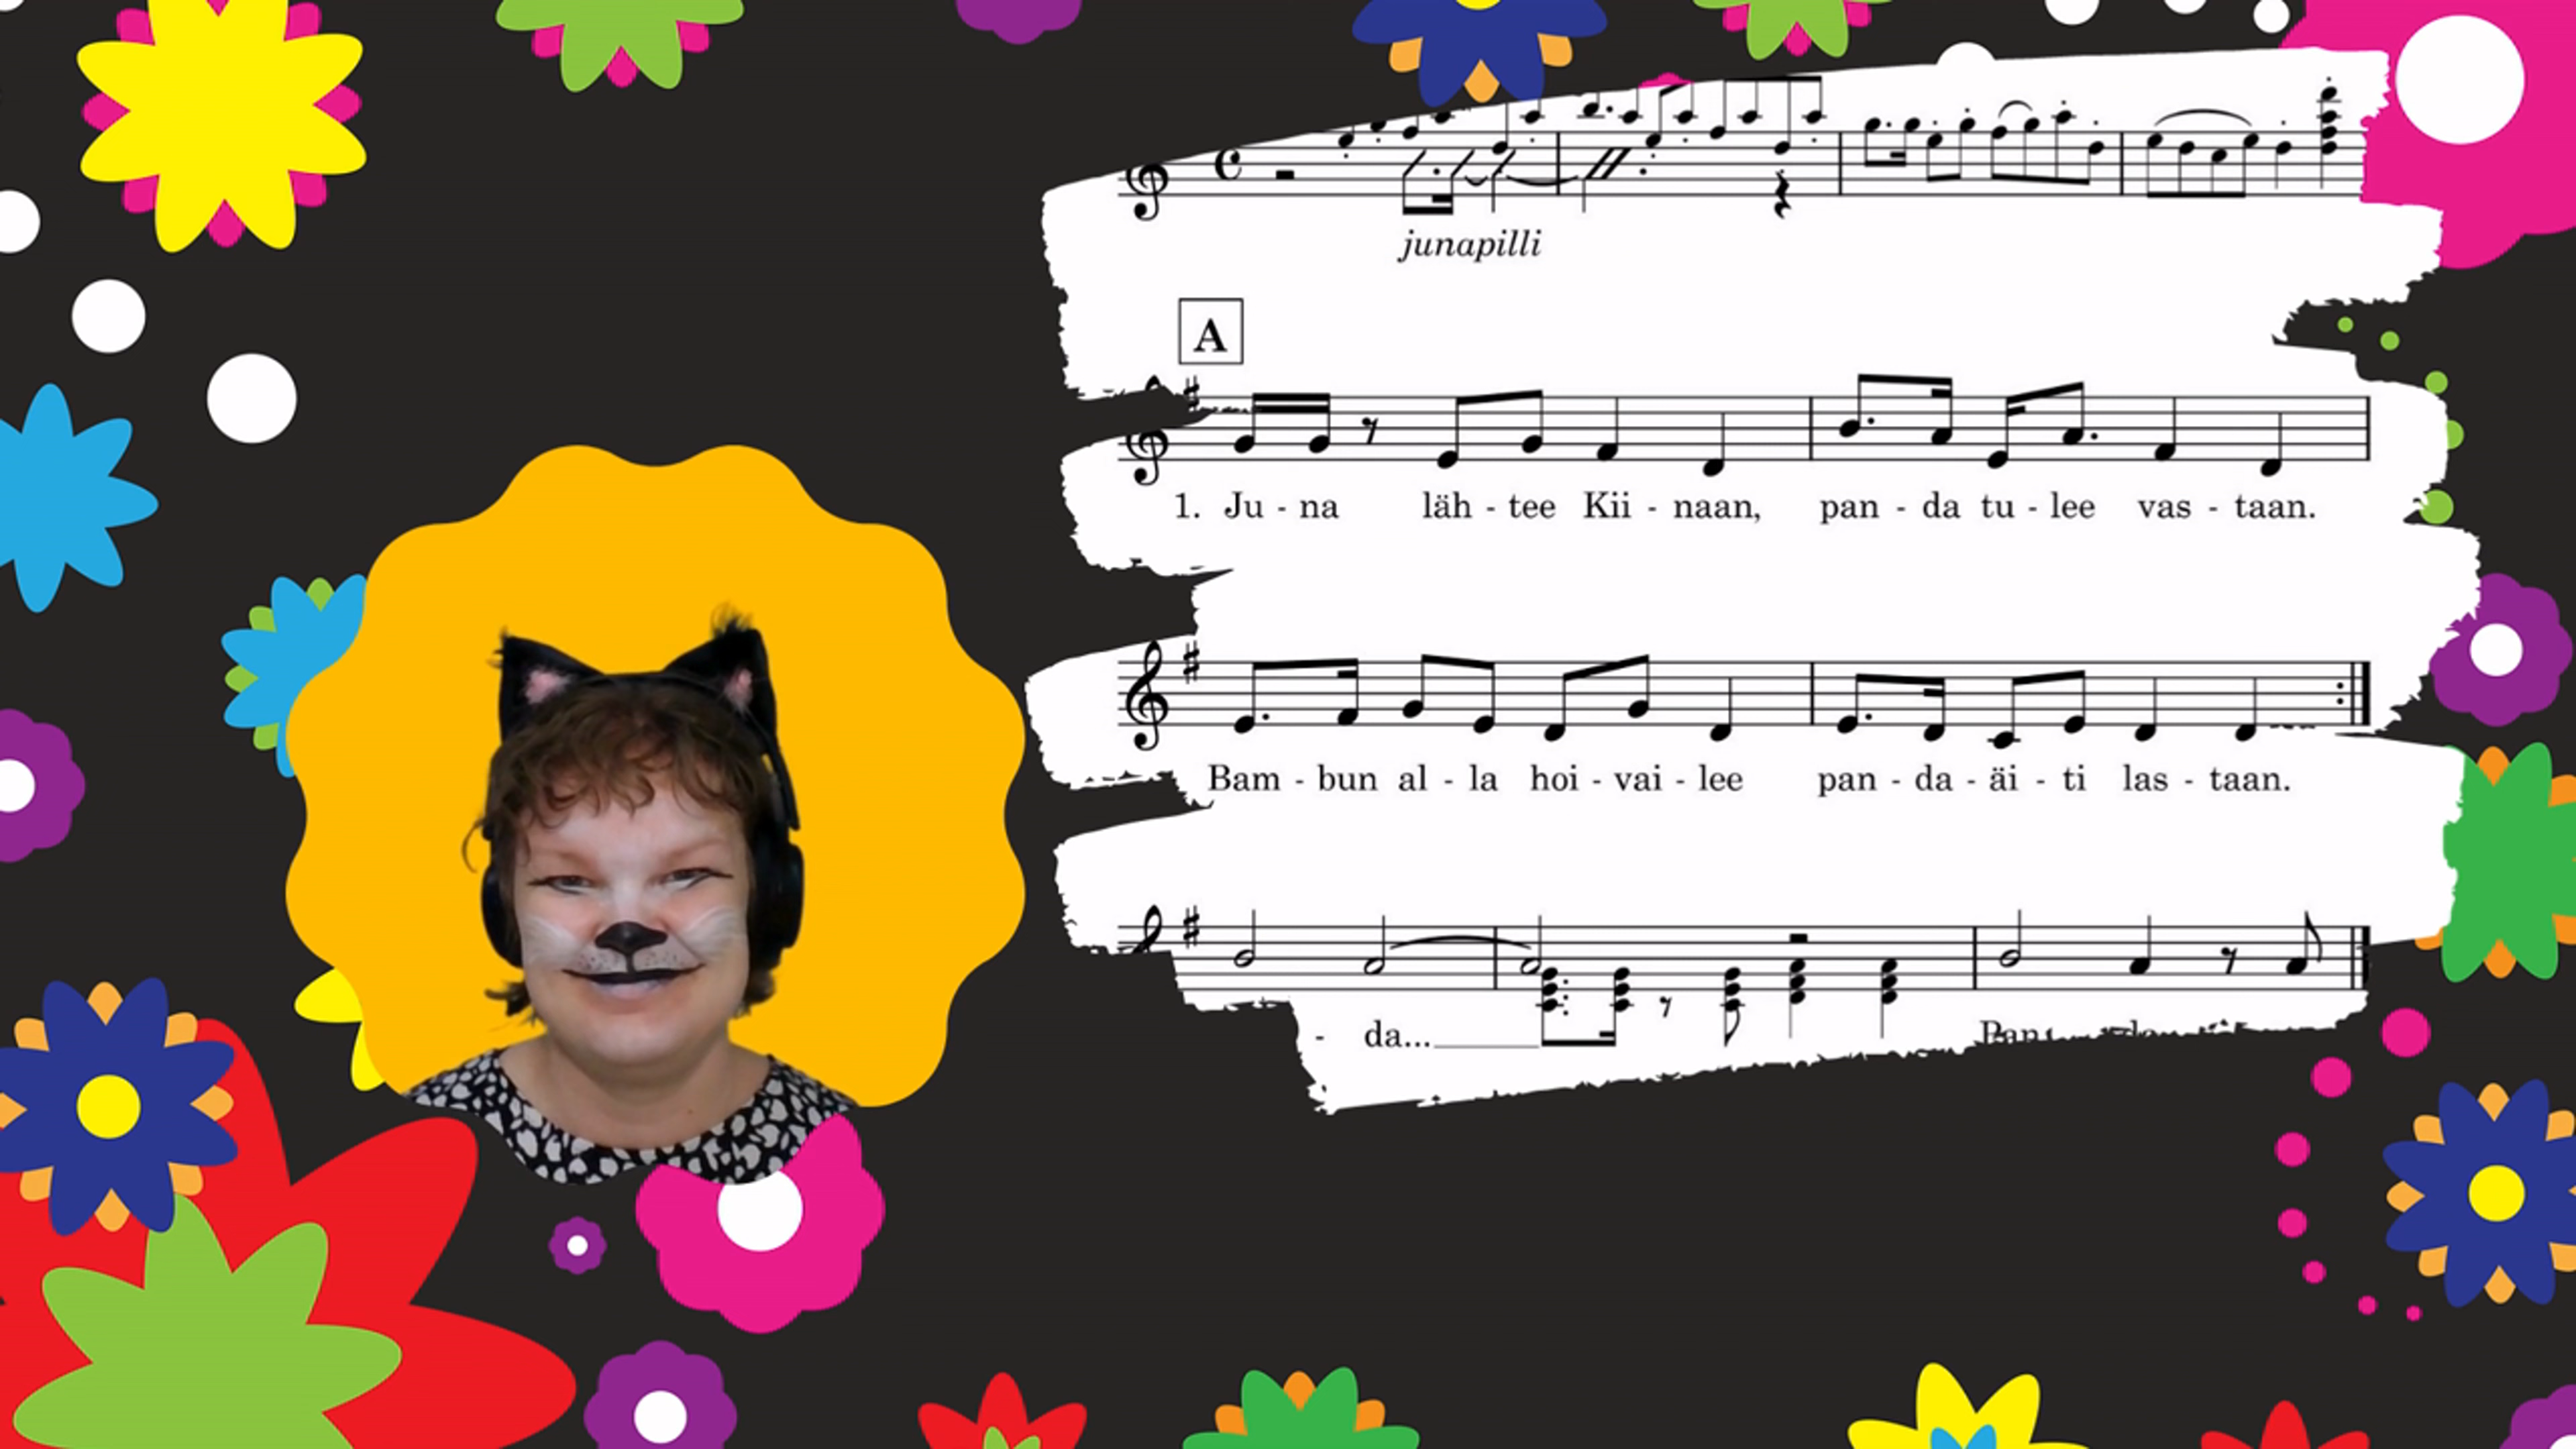 junapilli
A
1. Ju - na läh - tee Kii - naan, pan - da tu - lee vas - taan.
Bam - bun al - la hoi - vai - lee pan - da - äi - ti las - taan.
- da...